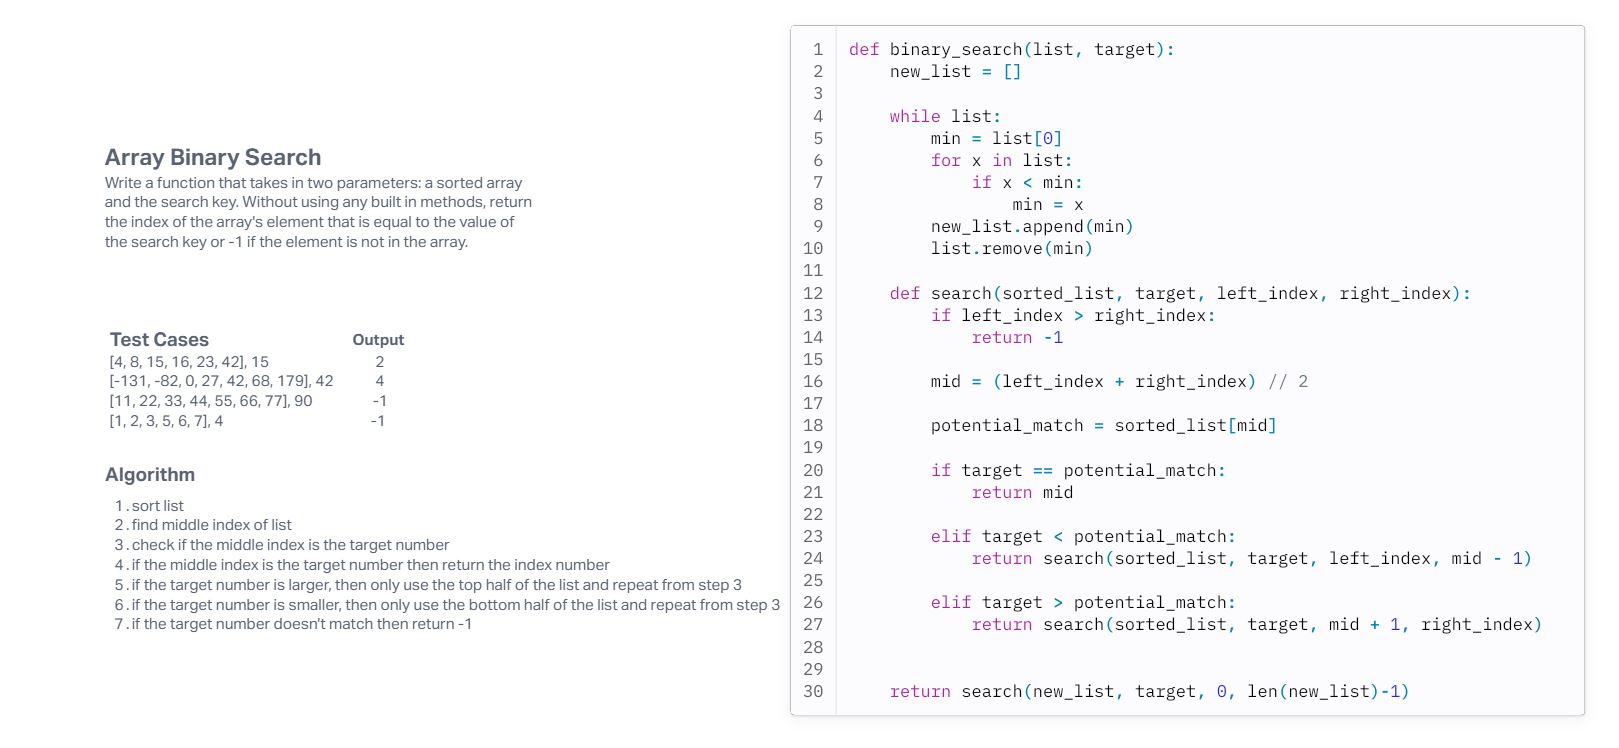 Array Binary Search
Write a function that takes in two parameters: a sorted array
and the search key. Without using any built in methods, return
the index of the array's element that is equal to the value of
the search key or -1 if the element is not in the array.
Test Cases Output
[4, 8, 15, 16, 23, 42], 15 2
[-131, -82, 0, 27, 42, 68, 179], 42 4
[11, 22, 33, 44, 55, 66, 77], 90 -1
[1, 2, 3, 5, 6, 7], 4 -1
Algorithm
1. sort list
2. find middle index of list
3. check if the middle index is the target number
4. if the middle index is the target number then return the index number
5. if the target number is larger, then only use the top half of the list and repeat from step 3
6. if the target number is smaller, then only use the bottom half of the list and repeat from step 3
7. if the target number doesn't match then return -1
1 def binary_search(list, target):
2     new_list = []
3
4     while list:
5         min = list[0]
6         for x in list:
7             if x < min:
8                 min = x
9         new_list.append(min)
10         list.remove(min)
11
12     def search(sorted_list, target, left_index, right_index):
13         if left_index > right_index:
14             return -1
15
16         mid = (left_index + right_index) // 2
17
18         potential_match = sorted_list[mid]
19
20         if target == potential_match:
21             return mid
22
23         elif target < potential_match:
24             return search(sorted_list, target, left_index, mid - 1)
25
26         elif target > potential_match:
27             return search(sorted_list, target, mid + 1, right_index)
28
29
30     return search(new_list, target, 0, len(new_list)-1)